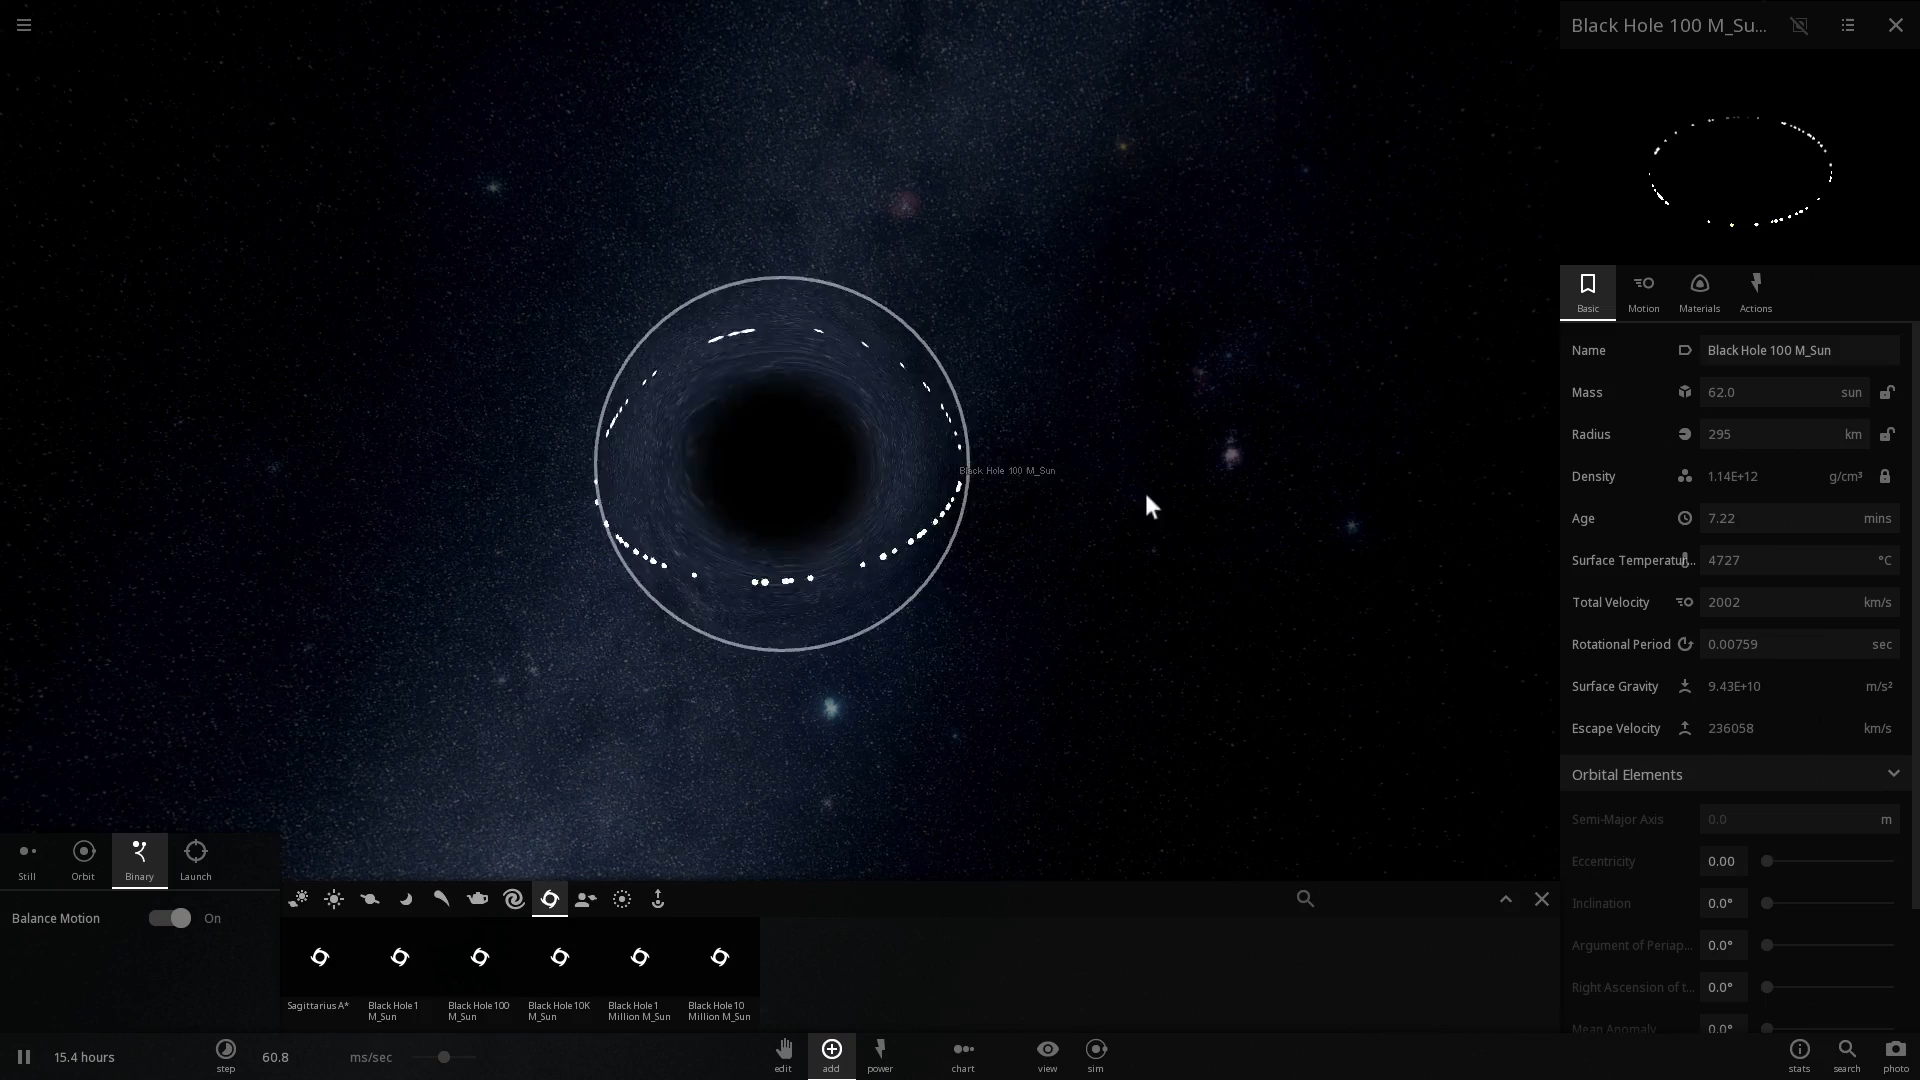 Black Hole 100 M_Su...
Basic
Motion
Materials
Actions
Name Black Hole 100 M_Sun
Mass 62.0 sun
Radius 295 km
Density 1.14E+12 g/cm³
Age 7.22 mins
Surface Temperatur... 4727 °C
Total Velocity 2002 km/s
Rotational Period 0.00759 sec
Surface Gravity 9.43E+10 m/s²
Escape Velocity 236058 km/s
Orbital Elements
Semi-Major Axis 0.0 m
Eccentricity 0.00
Inclination 0.0°
Argument of Periap... 0.0°
Right Ascension of t... 0.0°
Mean Anomaly 0.0°
Black Hole 100 M_Sun
Still
Orbit
Binary
Launch
Balance Motion On
Sagittarius A*
Black Hole 1
M_Sun
Black Hole 100
M_Sun
Black Hole 10K
M_Sun
Black Hole 1
Million M_Sun
Black Hole 10
Million M_Sun
15.4 hours
step
60.8 ms/sec
edit
add
power
chart
view
sim
stats
search
photo